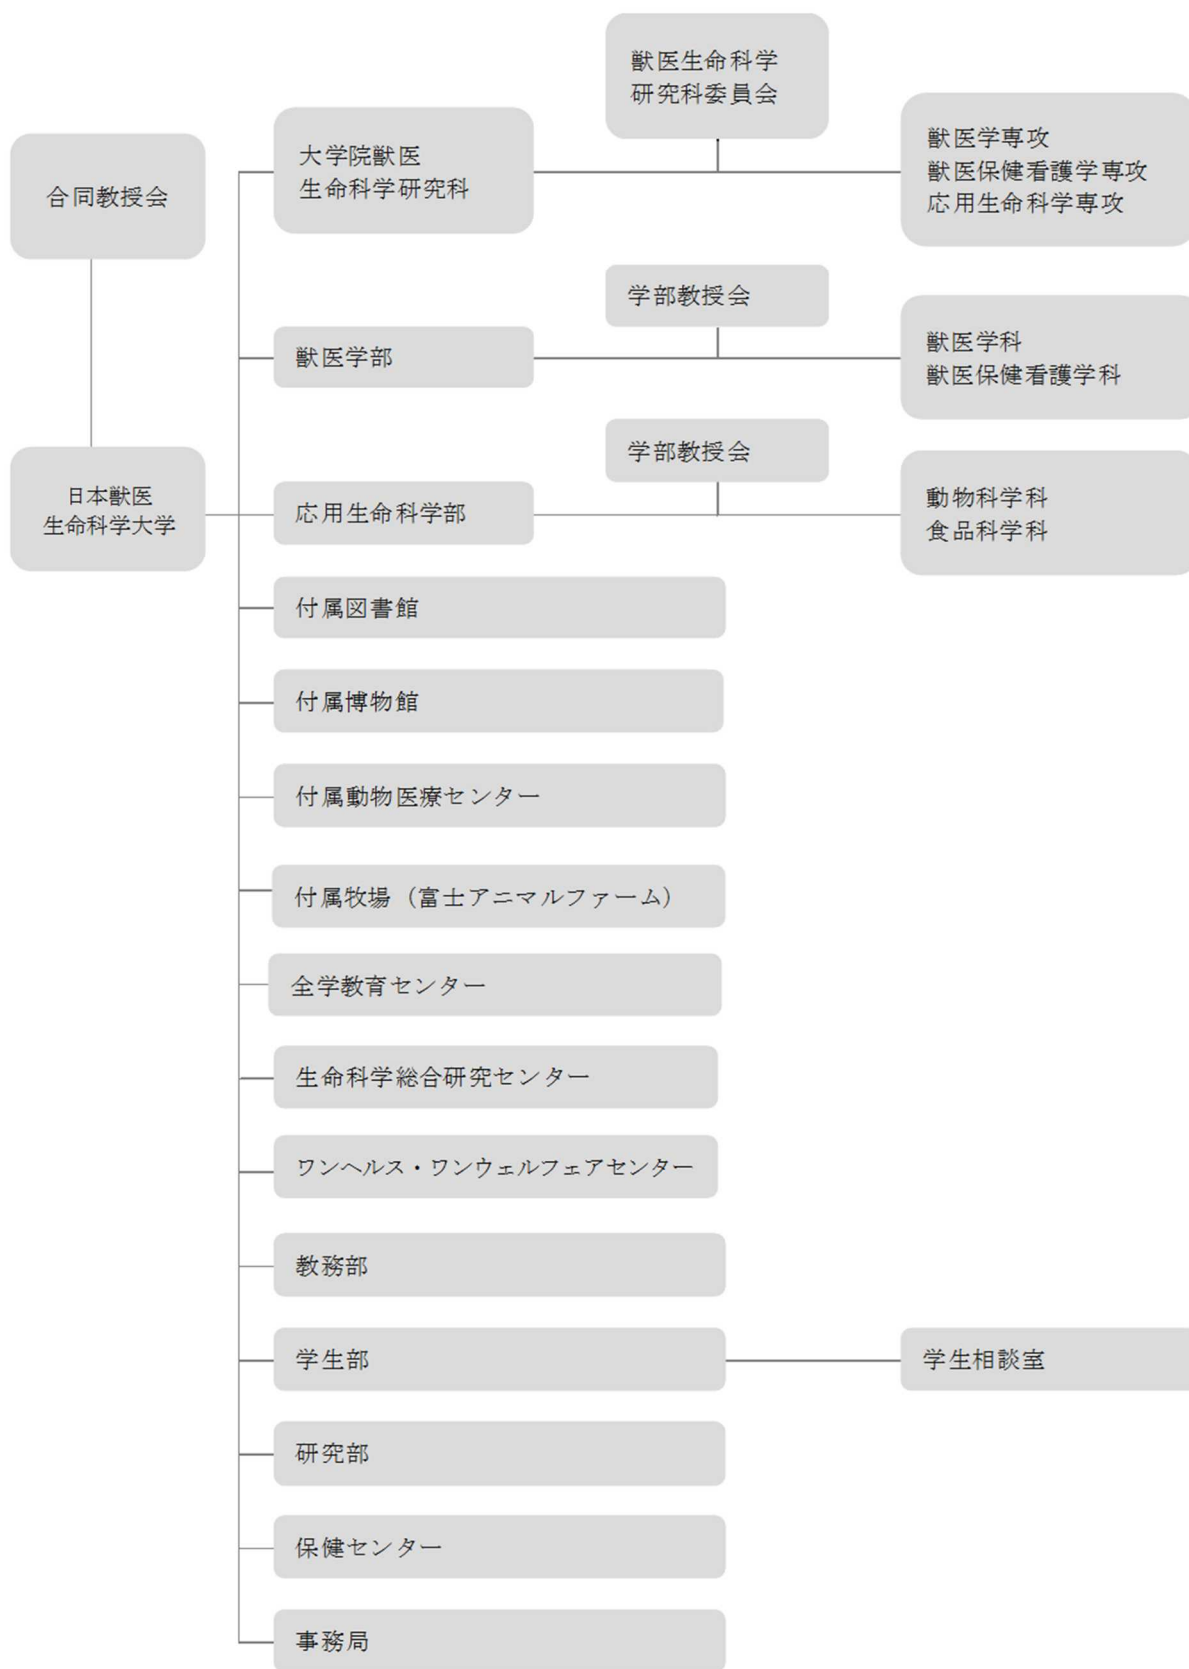 獣医生命科学
研究科委員会
大学院獣医
生命科学研究科
獣医学専攻
獣医保健看護学専攻
応用生命科学専攻
合同教授会
学部教授会
獣医学部
獣医学科
獣医保健看護学科
学部教授会
日本獣医
生命科学大学
応用生命科学部
動物科学科
食品科学科
付属図書館
付属博物館
付属動物医療センター
付属牧場（富士アニマルファーム）
全学教育センター
生命科学総合研究センター
ワンヘルス・ワンウェルフェアセンター
教務部
学生部
学生相談室
研究部
保健センター
事務局